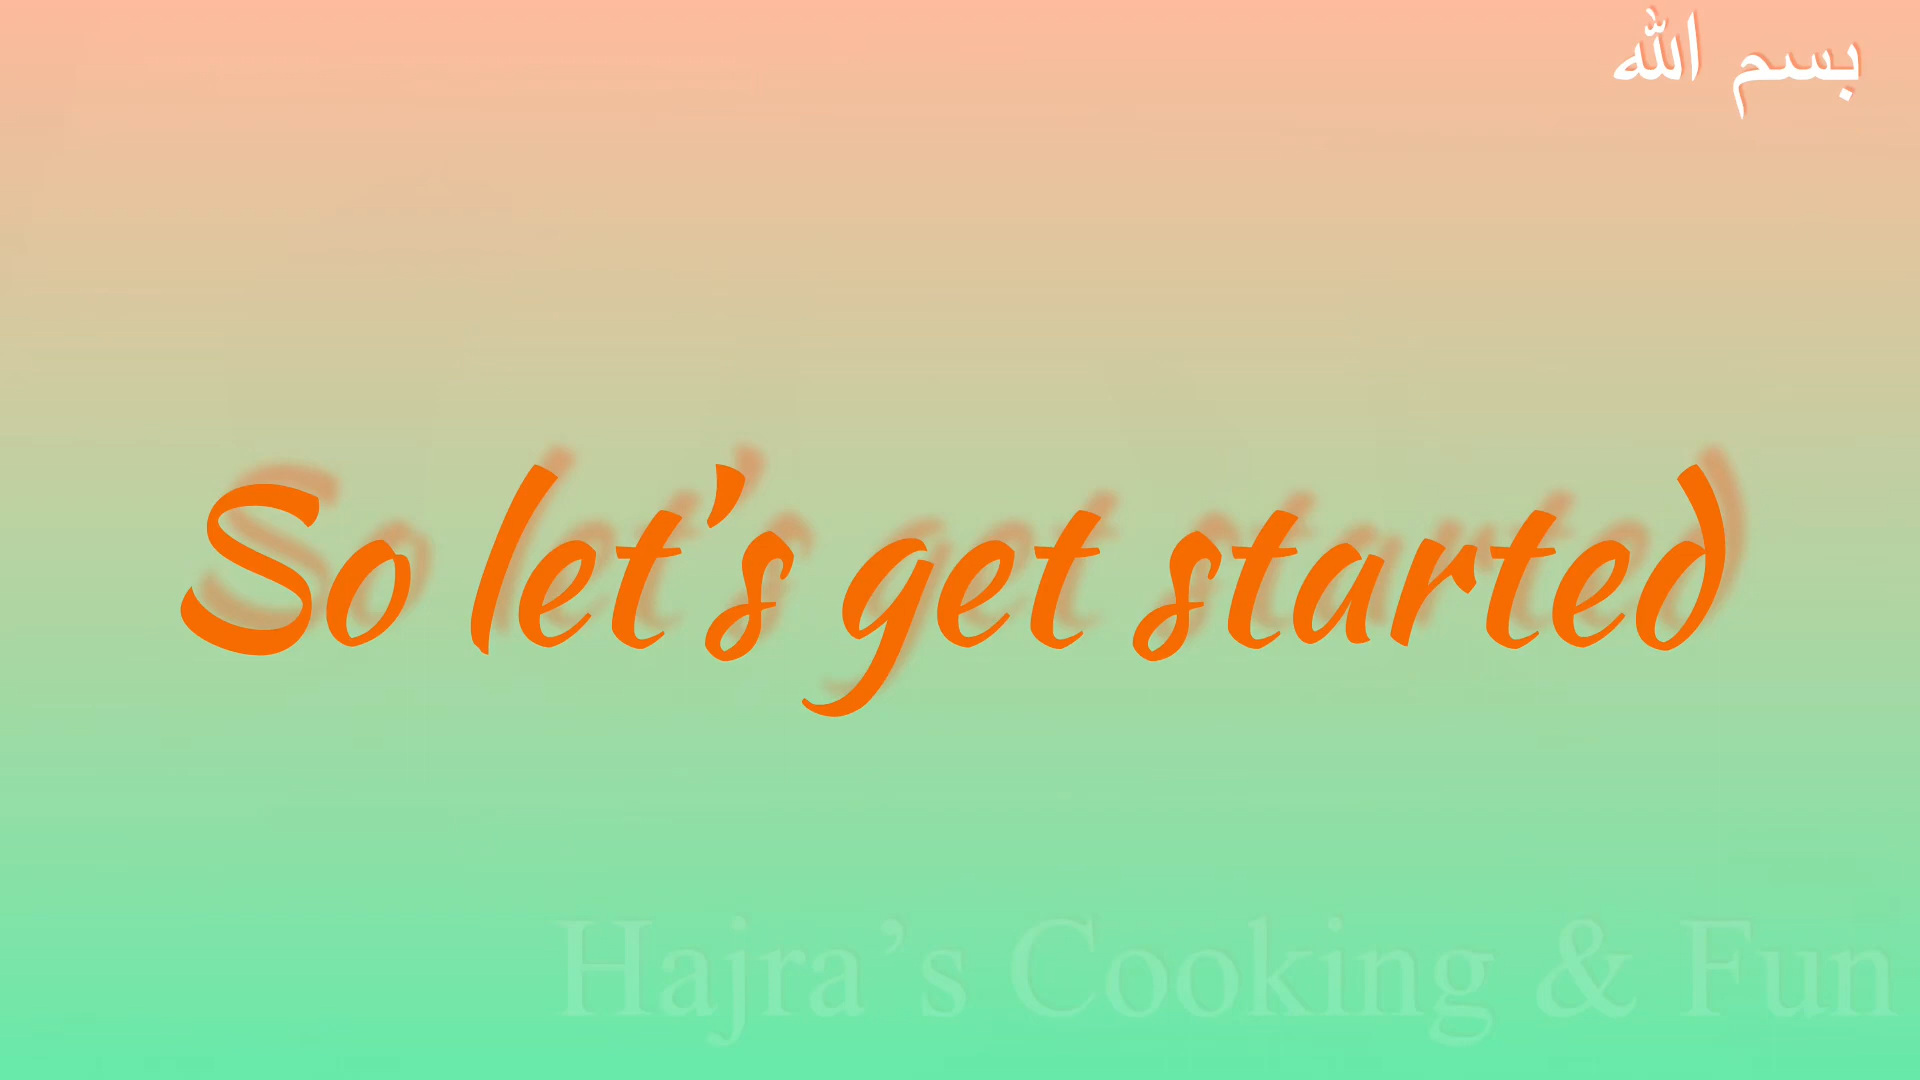 بسم الله
So let's get started
Hajra's Cooking & Fun